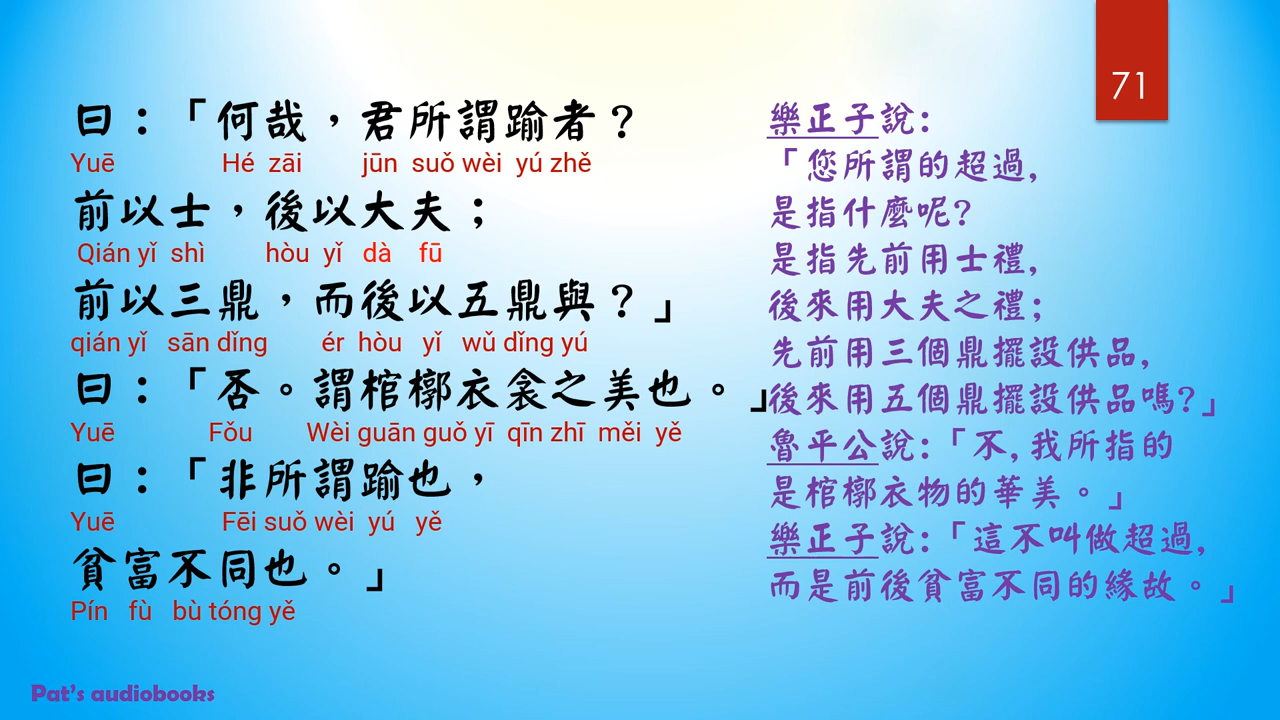 71
曰：「何哉，君所謂踰者？
Yuē Hé zāi jūn suǒ wèi yú zhě
前以士，後以大夫；
Qián yǐ shì hòu yǐ dà fū
前以三鼎，而後以五鼎與？」
qián yǐ sān dǐng ér hòu yǐ wǔ dǐng yú
曰：「否。謂棺槨衣衾之美也。」
Yuē Fǒu Wèi guān guǒ yī qīn zhī měi yě
曰：「非所謂踰也，
Yuē Fēi suǒ wèi yú yě
貧富不同也。」
Pín fù bù tóng yě
樂正子說：
「您所謂的超過,
是指什麼呢?
是指先前用士禮,
後來用大夫之禮;
先前用三個鼎擺設供品,
後來用五個鼎擺設供品嗎?」
魯平公說:「不,我所指的
是棺槨衣物的華美。」
樂正子說:「這不叫做超過,
而是前後貧富不同的緣故。」
Pat's audiobooks